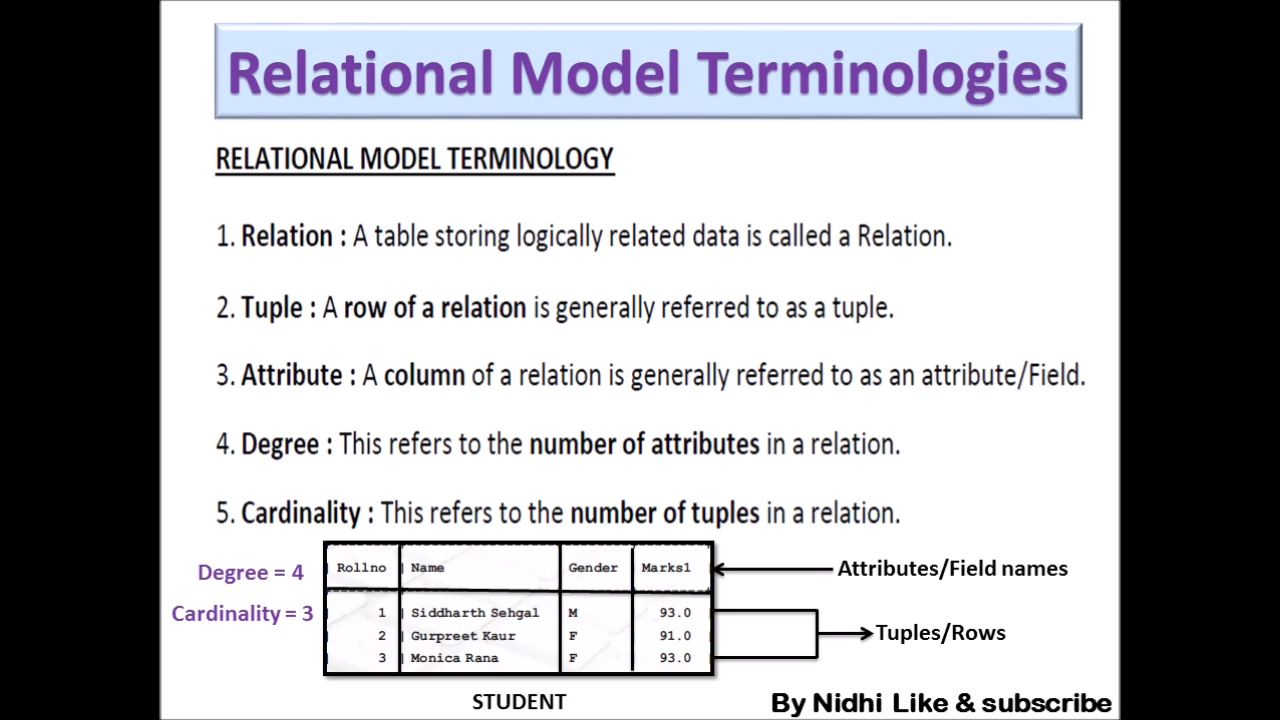 Relational Model Terminologies
RELATIONAL MODEL TERMINOLOGY
1. Relation : A table storing logically related data is called a Relation.
2. Tuple : A row of a relation is generally referred to as a tuple.
3. Attribute : A column of a relation is generally referred to as an attribute/Field.
4. Degree : This refers to the number of attributes in a relation.
5. Cardinality : This refers to the number of tuples in a relation.
Degree = 4
Cardinality = 3
Rollno Name Gender Marks1
1 Siddharth Sehgal M 93.0
2 Gurpreet Kaur F 91.0
3 Monica Rana F 93.0
Attributes/Field names
Tuples/Rows
STUDENT
By Nidhi Like & subscribe